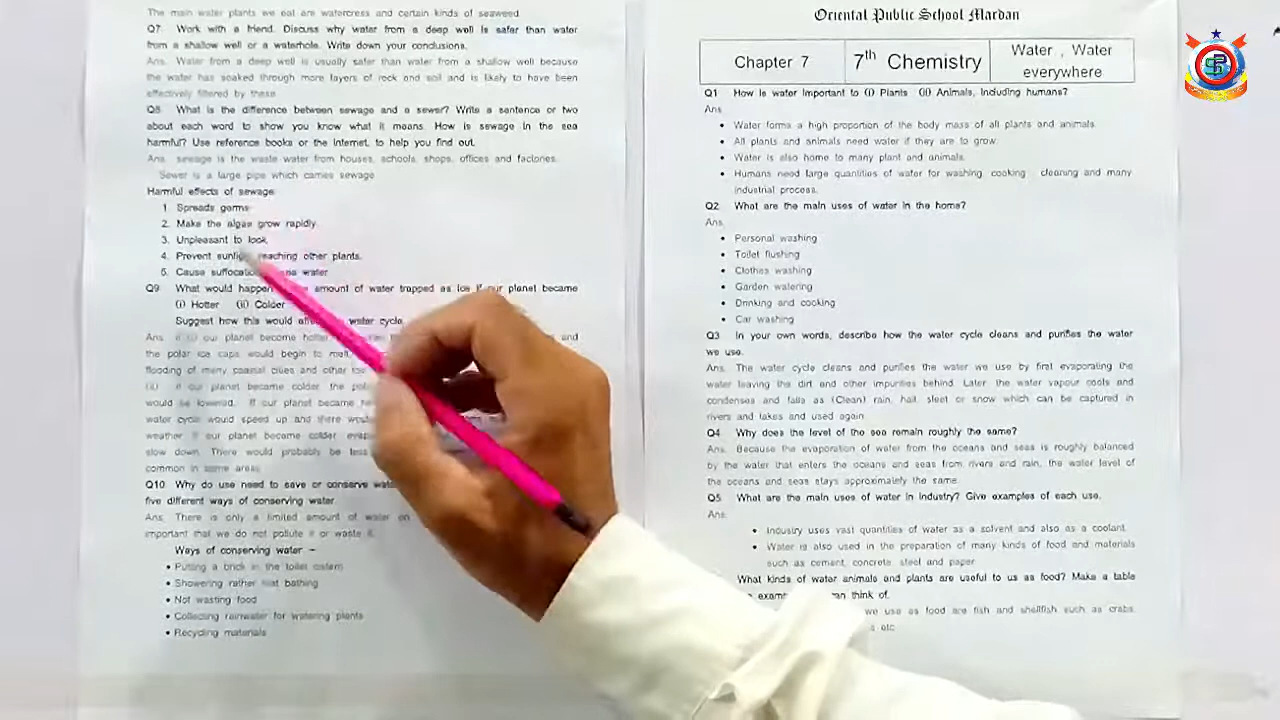 The main water plants we eat are watercress and certain kinds of seaweed
Q7 Work with a friend. Discuss why water from a deep well is safer than water
from a shallow well or a waterhole. Write down your conclusions.
Ans. Water from a deep well is usually safer than water from a shallow well because
the water has soaked through more layers of rock and soil and is likely to have been
effectively filtered by these
Q8 What is the difference between sewage and a sewer? Write a sentence or two
about each word to show you know what it means. How is sewage in the sea
harmful? Use reference books or the Internet, to help you find out.
Ans. sewage is the waste water from houses, schools, shops, offices and factories.
Sewer is a large pipe which carries sewage
Harmful effects of sewage
1. Spreads germs
2. Make the algae grow rapidly
3. Unpleasant to look
4. Prevent reaching other plants.
5. Cause water
Q9 What would happen amount of water trapped as ice if our planet became
(i) Hotter (ii) Colder
Suggest how this would water cycle
Ans. our planet became and
the polar ice caps would begin to melt.
flooding of many coastal cities and other
(ii) If our planet became colder the
would be lowered. If our planet became
water cycle would speed up and there
weather if our planet became colder
slow down. There would probably be less
common in some areas
Q10 Why do use need to save or conserve
five different ways of conserving water
Ans. There is only a limited amount of water on
important that we do not pollute it or waste it.
Ways of conserving water –
• Putting a brick in the toilet cistern
• Showering rather that bathing
• Not wasting food
• Collecting rainwater for watering plants
• Recycling materials
Oriental Public School Mardan
Chapter 7 7th Chemistry Water , Water
everywhere
Q1 How is water important to (i) Plants (ii) Animals, including humans?
Ans
• Water forms a high proportion of the body mass of all plants and animals.
• All plants and animals need water if they are to grow.
• Water is also home to many plant and animals.
• Humans need large quantities of water for washing, cooking , cleaning and many
industrial process.
Q2. What are the main uses of water in the home?
Ans.
• Personal washing
• Toilet flushing
• Clothes washing
• Garden watering
• Drinking and cooking
• Car washing
Q3 In your own words, describe how the water cycle cleans and purifies the water
we use.
Ans. The water cycle cleans and purifies the water we use by first evaporating the
water leaving the dirt and other impurities behind. Later the water vapour cools and
condenses and falls as (Clean) rain, hail, sleet or snow which can be captured in
rivers and lakes and used again
Q4. Why does the level of the sea remain roughly the same?
Ans. Because the evaporation of water from the oceans and seas is roughly balanced
by the water that enters the oceans and seas from rivers and rain, the water level of
the oceans and seas stays approximately the same
Q5. What are the main uses of water in industry? Give examples of each use.
Ans:
• Industry uses vast quantities of water as a solvent and also as a coolant.
• Water is also used in the preparation of many kinds of food and materials
such as cement, concrete, steel and paper
What kinds of water animals and plants are useful to us as food? Make a table
can think of.
we use as food are fish and shellfish such as crabs,
etc